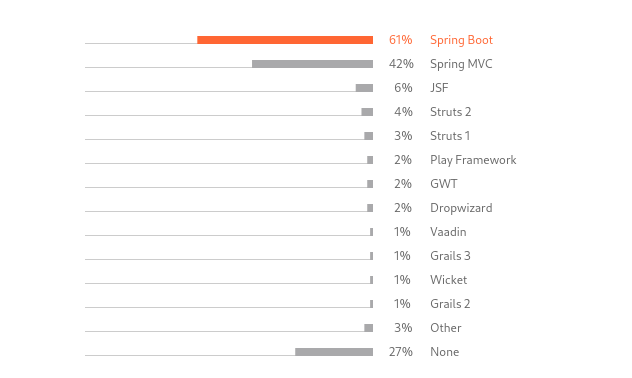 61% Spring Boot
42% Spring MVC
6% JSF
4% Struts 2
3% Struts 1
2% Play Framework
2% GWT
2% Dropwizard
1% Vaadin
1% Grails 3
1% Wicket
1% Grails 2
3% Other
27% None